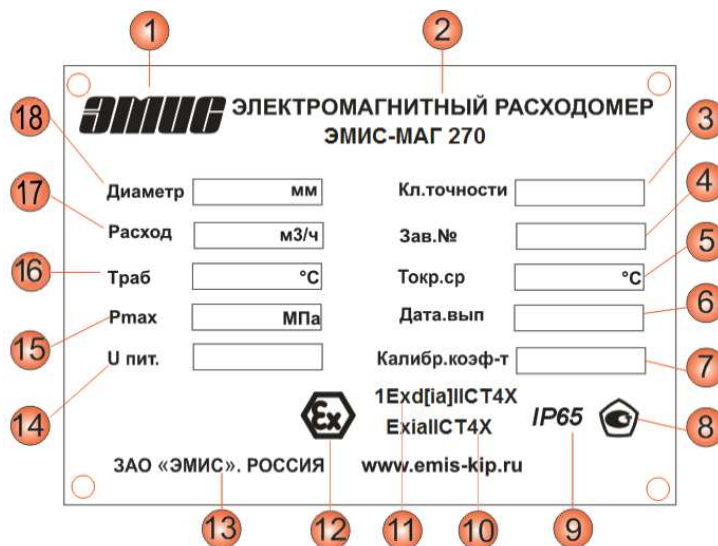 1 2
ЭМИС ЭЛЕКТРОМАГНИТНЫЙ РАСХОДОМЕР
ЭМИС-МАГ 270
18 Диаметр мм Кл.точности 3
17 Расход м3/ч Зав.№ 4
16 Траб °C Токр.ср °C 5
15 Pmax МПа Дата.вып 6
14 U пит. Калибр.коэф-т 7
Ex 1Exd[ia]IICT4X
ExiaIICT4X IP65 8
ЗАО «ЭМИС». РОССИЯ www.emis-kip.ru
13 12 11 10 9